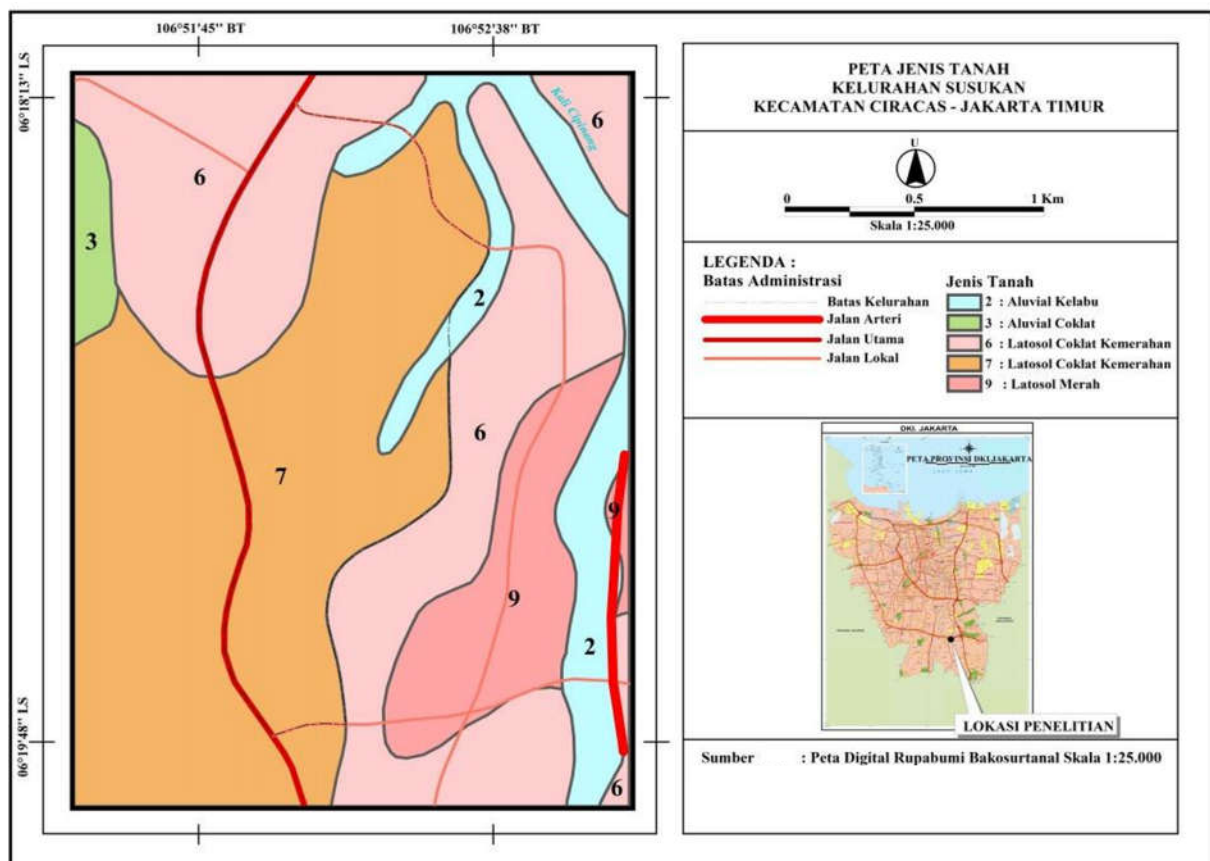 106°51'45'' BT
106°52'38'' BT
06°18'13'' LS
06°19'48'' LS
6
Kali Cipinang
6
3
2
6
7
9
9
2
6
PETA JENIS TANAH
KELURAHAN SUSUKAN
KECAMATAN CIRACAS - JAKARTA TIMUR
U
0 0.5 1 Km
Skala 1:25.000
LEGENDA :
Batas Administrasi
Batas Kelurahan
Jalan Arteri
Jalan Utama
Jalan Lokal
Jenis Tanah
2 : Aluvial Kelabu
3 : Aluvial Coklat
6 : Latosol Coklat Kemerahan
7 : Latosol Coklat Kemerahan
9 : Latosol Merah
DKI. JAKARTA
PETA PROVINSI DKI.JAKARTA
LOKASI PENELITIAN
Sumber : Peta Digital Rupabumi Bakosurtanal Skala 1:25.000